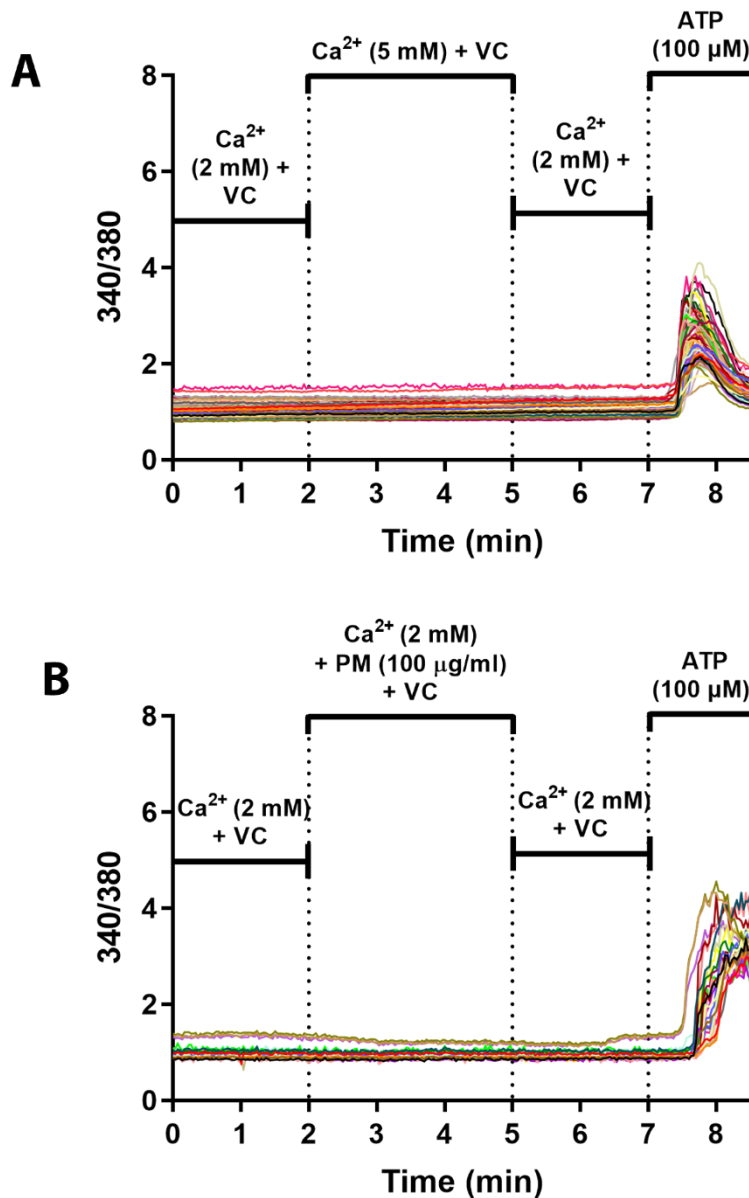 A
Ca²⁺ (5 mM) + VC
ATP
(100 µM)
Ca²⁺
(2 mM) +
VC
Ca²⁺
(2 mM) +
VC
340/380
8
6
4
2
0
0 1 2 3 4 5 6 7 8
Time (min)
B
Ca²⁺ (2 mM)
+ PM (100 µg/ml)
+ VC
ATP
(100 µM)
Ca²⁺ (2 mM)
+ VC
Ca²⁺ (2 mM)
+ VC
340/380
8
6
4
2
0
0 1 2 3 4 5 6 7 8
Time (min)